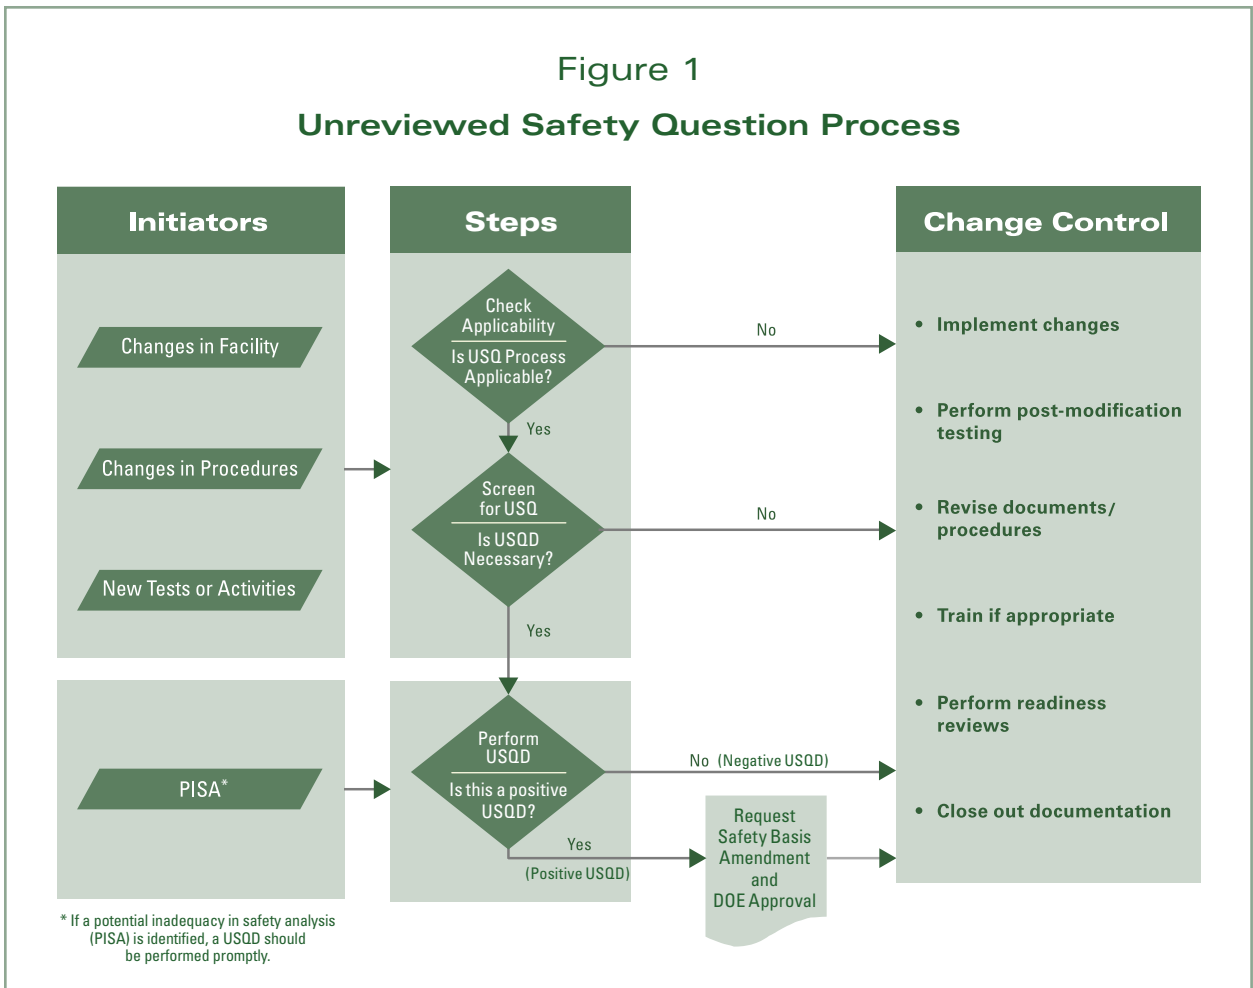 Figure 1
Unreviewed Safety Question Process
Initiators
Changes in Facility
Changes in Procedures
New Tests or Activities
PISA*
* If a potential inadequacy in safety analysis
(PISA) is identified, a USQD should
be performed promptly.
Steps
Check
Applicability
Is USQ Process
Applicable?
No
Yes
Screen
for USQ
Is USQD
Necessary?
No
Yes
Perform
USQD
Is this a positive
USQD?
No (Negative USQD)
Yes
(Positive USQD)
Request
Safety Basis
Amendment
and
DOE Approval
Change Control
• Implement changes
• Perform post-modification
testing
• Revise documents/
procedures
• Train if appropriate
• Perform readiness
reviews
• Close out documentation